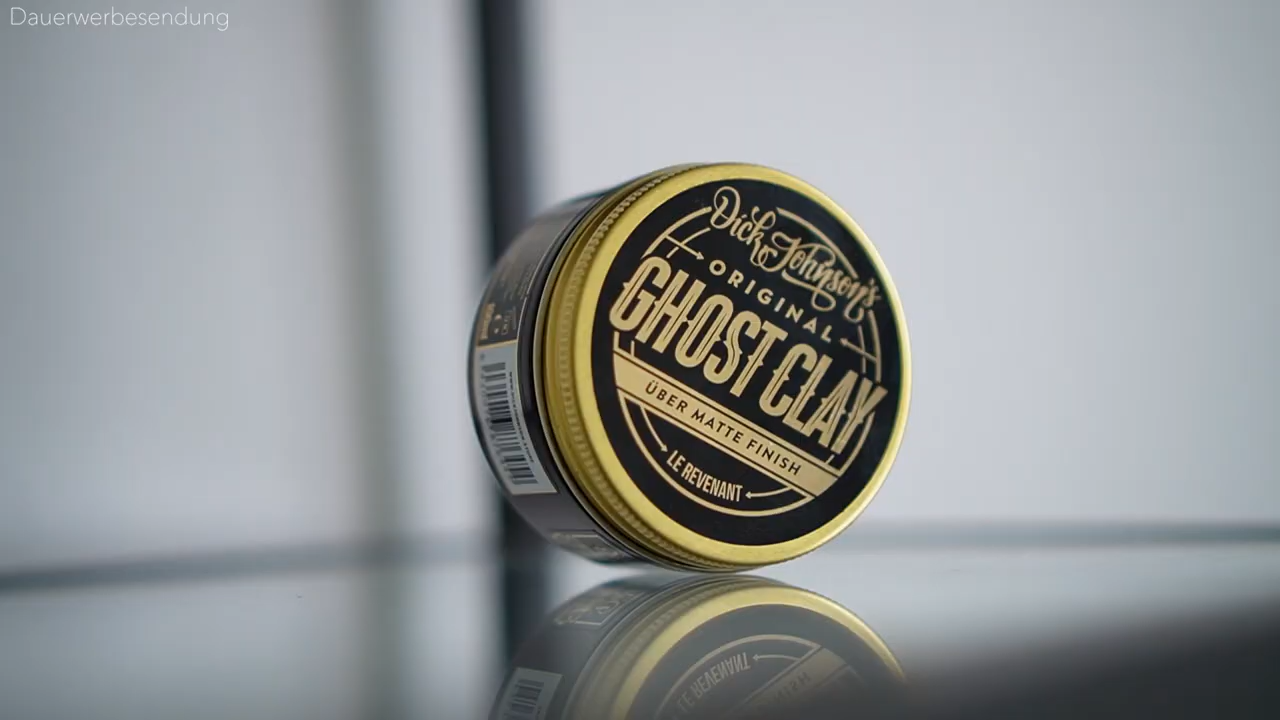 Dauerwerbesendung
Dick Johnson's
ORIGINAL
GHOST CLAY
ÜBER MATTE FINISH
LE REVENANT